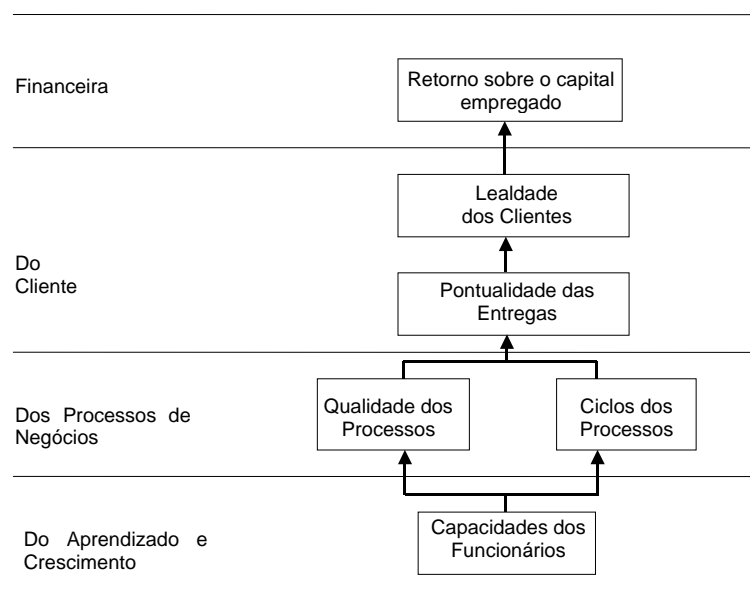 Financeira
Retorno sobre o capital
empregado
Lealdade
dos Clientes
Do
Cliente
Pontualidade das
Entregas
Dos Processos de
Negócios
Qualidade dos
Processos
Ciclos dos
Processos
Do Aprendizado e
Crescimento
Capacidades dos
Funcionários